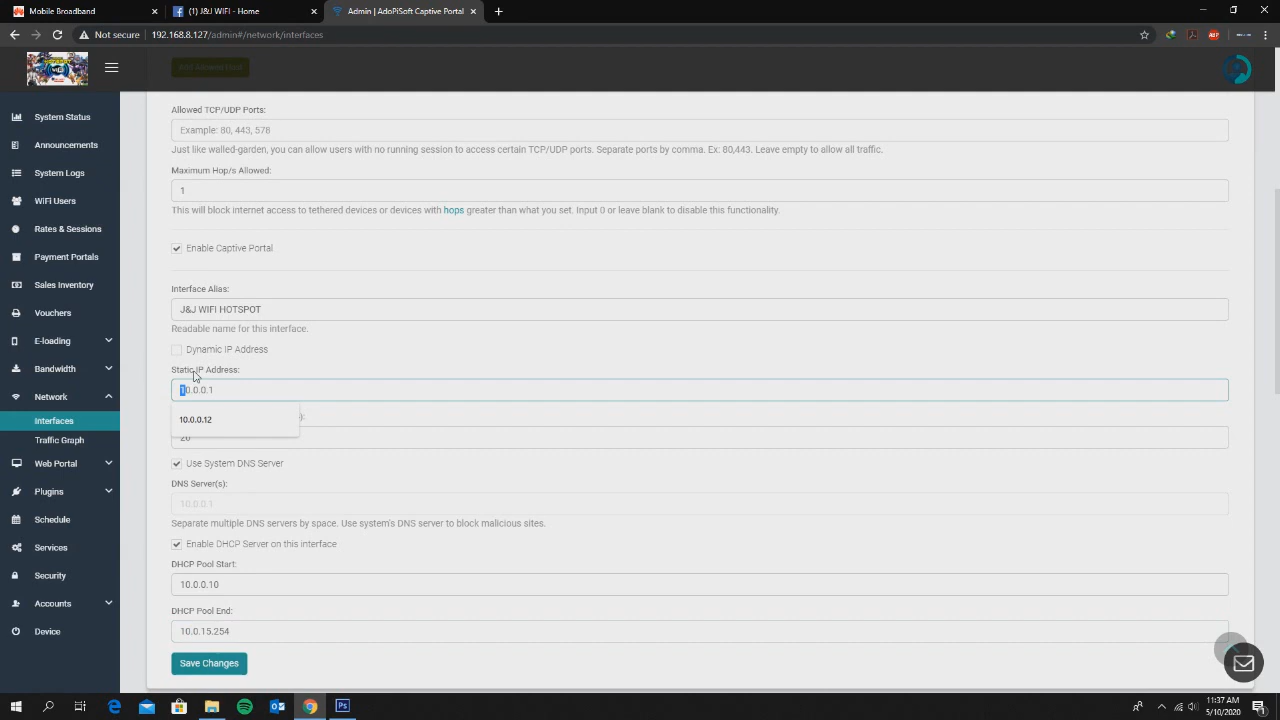 Mobile Broadband
(1) J&J WIFI - Home
Admin | AdoPiSoft Captive Portal
Not secure | 192.168.8.127/admin#/network/interfaces
HOTSPOT
Add Allowed Host
System Status
Announcements
System Logs
WiFi Users
Rates & Sessions
Payment Portals
Sales Inventory
Vouchers
E-loading
Bandwidth
Network
Interfaces
Traffic Graph
Web Portal
Plugins
Schedule
Services
Security
Accounts
Device
Allowed TCP/UDP Ports:
Example: 80, 443, 578
Just like walled-garden, you can allow users with no running session to access certain TCP/UDP ports. Separate ports by comma. Ex: 80,443. Leave empty to allow all traffic.
Maximum Hop/s Allowed:
1
This will block internet access to tethered devices or devices with hops greater than what you set. Input 0 or leave blank to disable this functionality.
Enable Captive Portal
Interface Alias:
J&J WIFI HOTSPOT
Readable name for this interface.
Dynamic IP Address
Static IP Address:
10.0.0.1
10.0.0.12
):
20
Use System DNS Server
DNS Server(s):
10.0.0.1
Separate multiple DNS servers by space. Use system's DNS server to block malicious sites.
Enable DHCP Server on this interface
DHCP Pool Start:
10.0.0.10
DHCP Pool End:
10.0.15.254
Save Changes
11:37 AM
5/10/2020